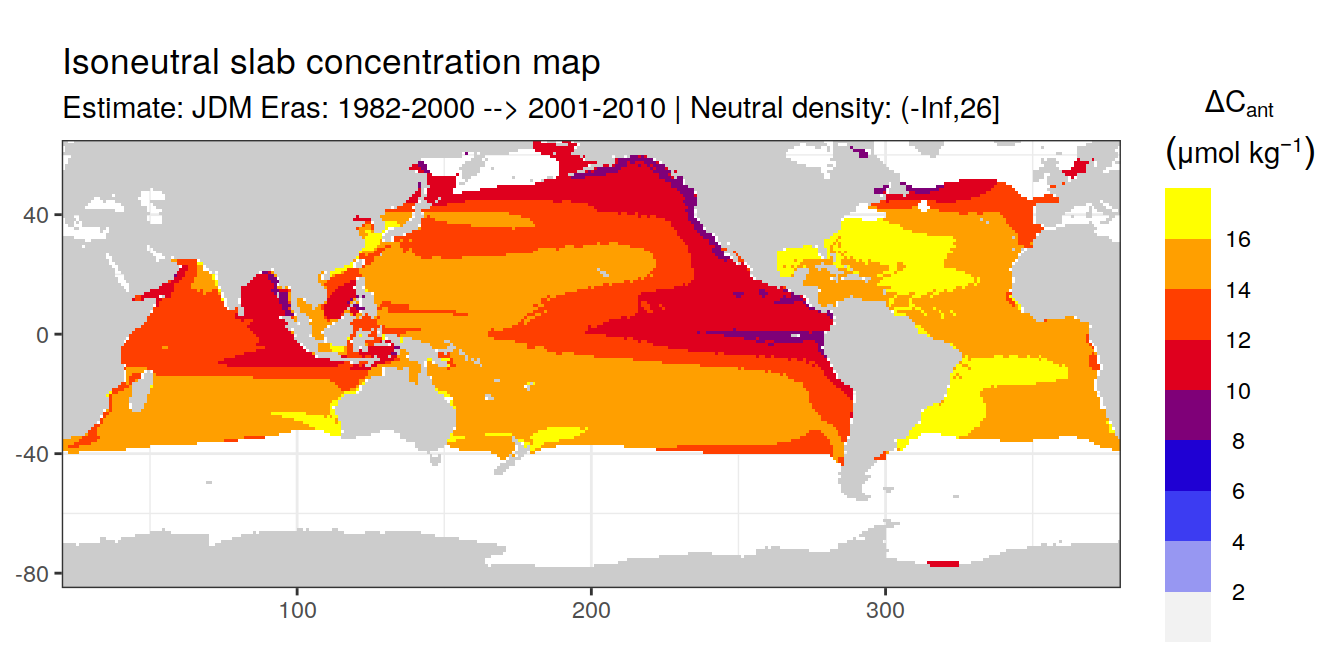 Isoneutral slab concentration map
Estimate: JDM Eras: 1982-2000 --> 2001-2010 | Neutral density: (-Inf,26]
ΔCant
(μmol kg−1)
16
14
12
10
8
6
4
2
40
0
-40
-80
100 200 300